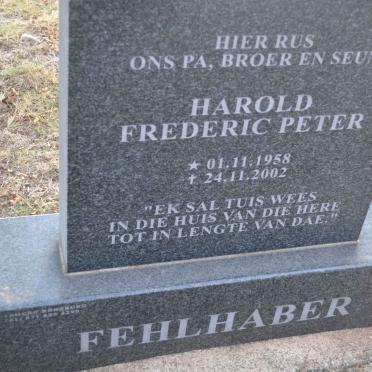 HIER RUS
ONS PA, BROER EN SEUN
HAROLD
FREDERIC PETER
★ 01.11.1958
✝ 24.11.2002
"EK SAL TUIS WEES
IN DIE HUIS VAN DIE HERE
TOT IN LENGTE VAN DAE."
FEHLHABER